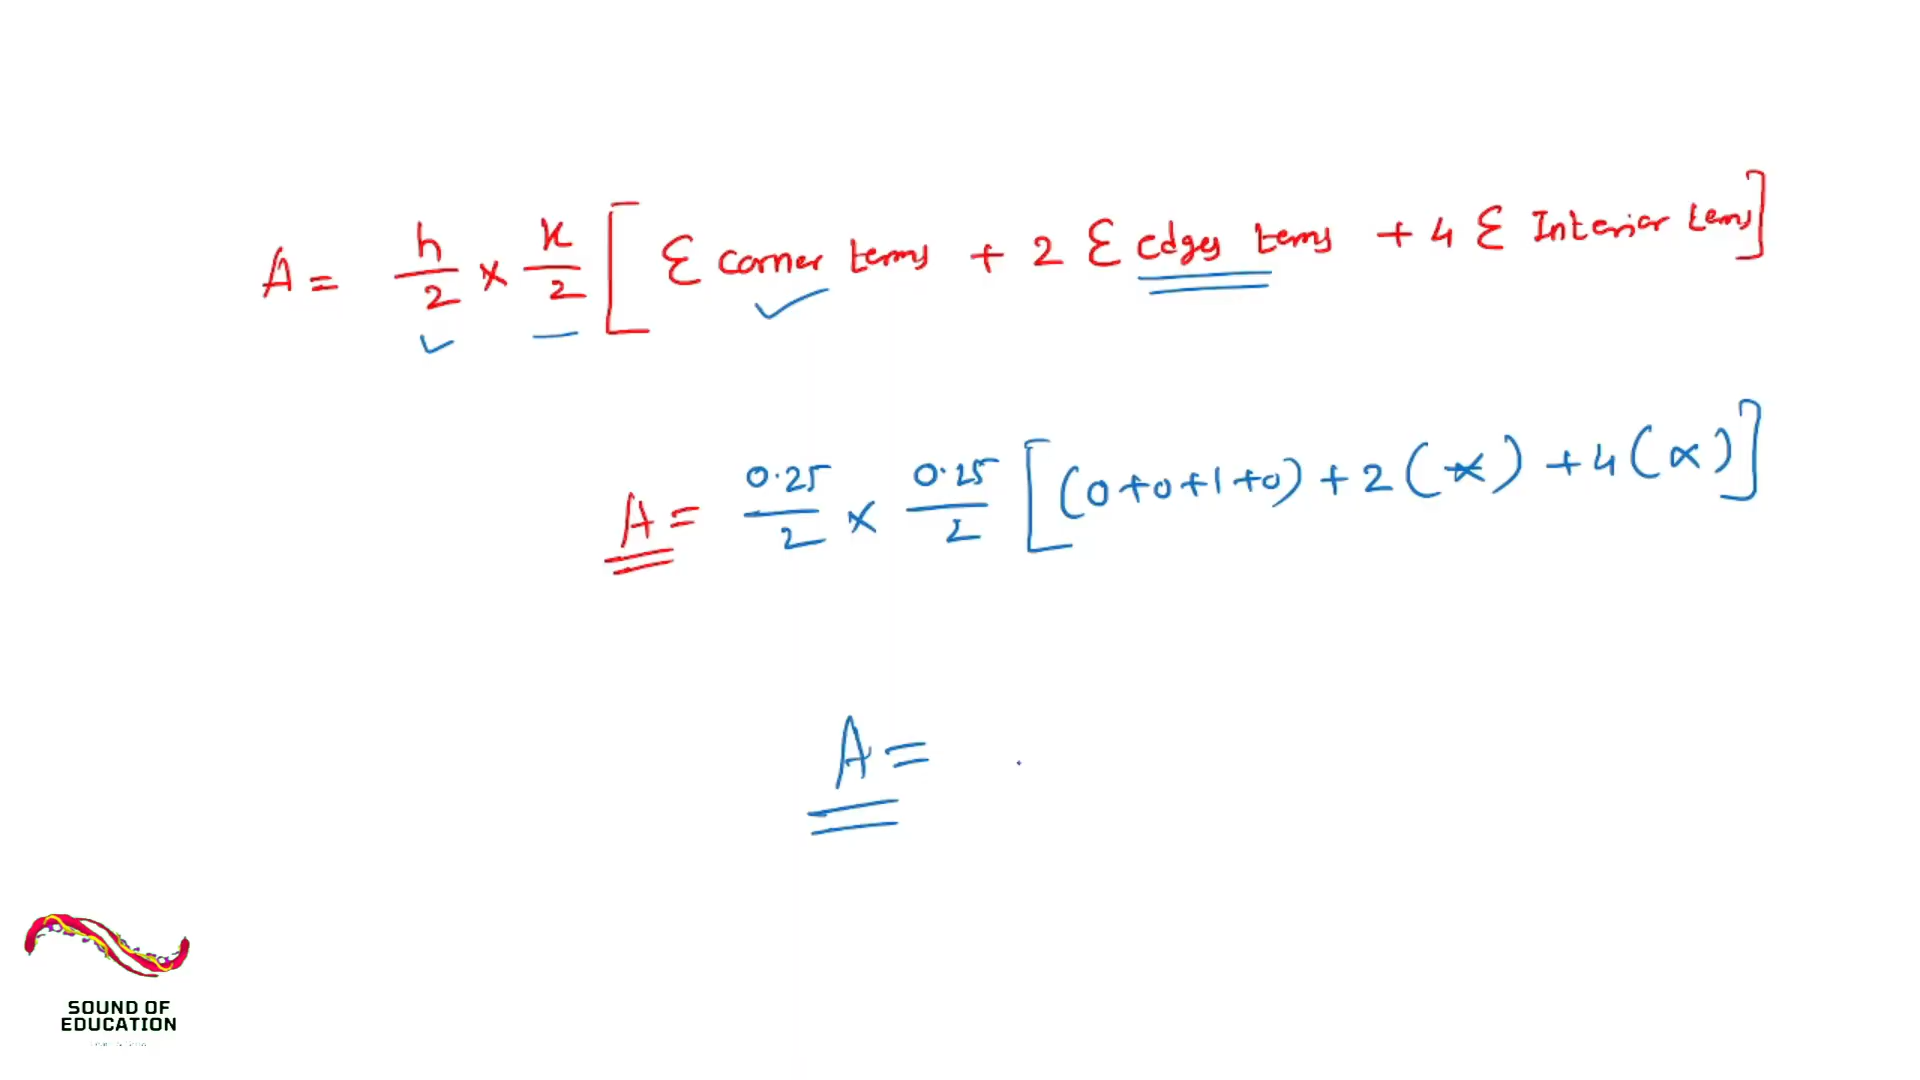 A = h/2 × k/2 [ Σ corner terms + 2 Σ Edges terms + 4 Σ Interior terms ]
A = 0.25/2 × 0.25/2 [ (0+0+1+0) + 2 (x) + 4 (x) ]
A =
SOUND OF
EDUCATION